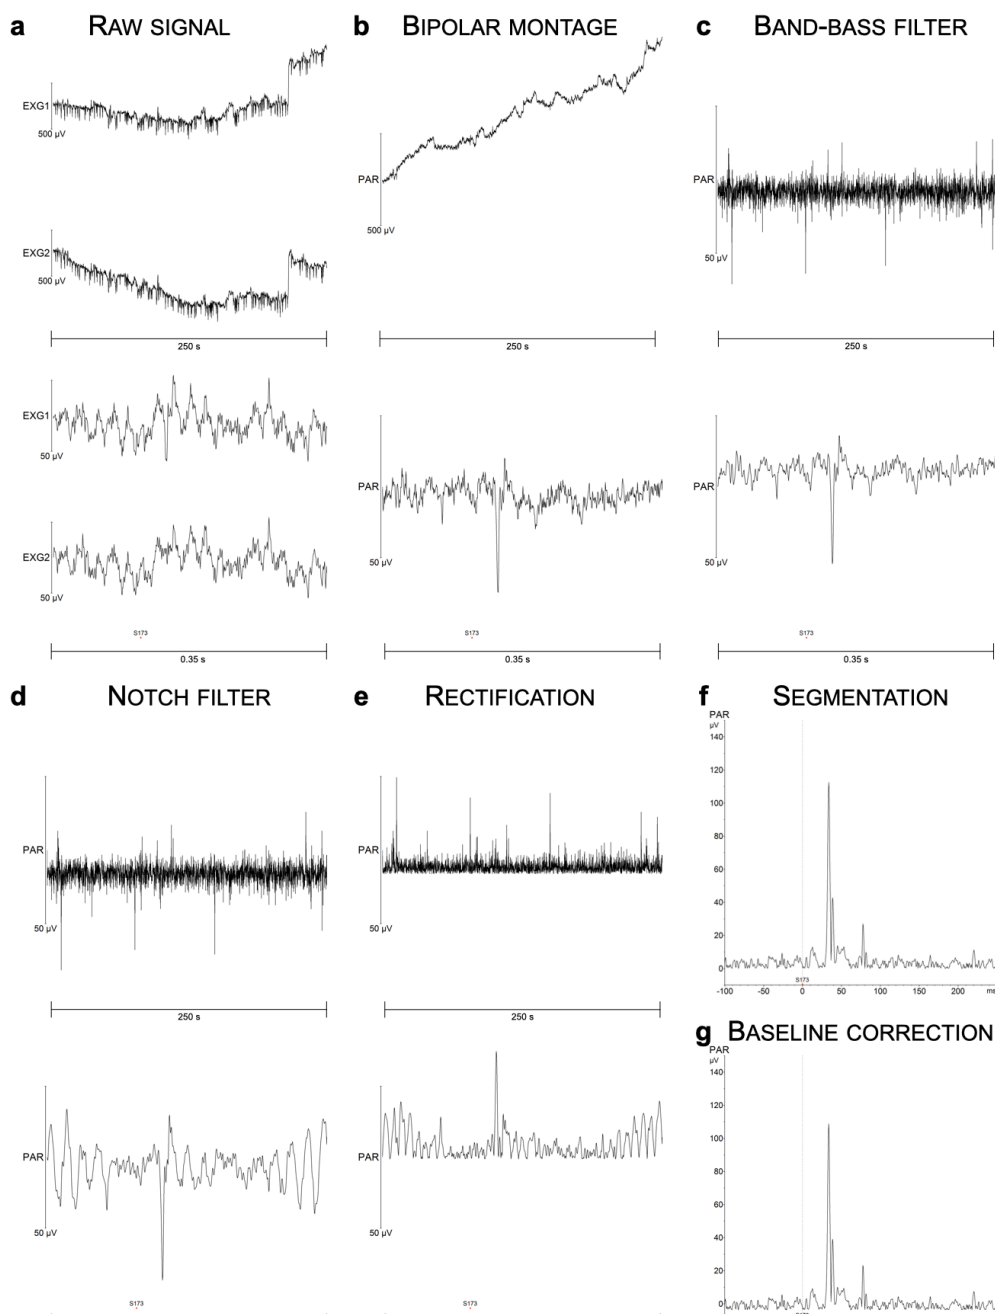 a RAW SIGNAL
EXG1
500 µV
EXG2
500 µV
250 s
EXG1
50 µV
EXG2
50 µV
S173
0.35 s
b BIPOLAR MONTAGE
PAR
500 µV
250 s
PAR
50 µV
S173
0.35 s
c BAND-BASS FILTER
PAR
50 µV
250 s
PAR
50 µV
S173
0.35 s
d NOTCH FILTER
PAR
50 µV
250 s
PAR
50 µV
S173
e RECTIFICATION
PAR
50 µV
250 s
PAR
50 µV
S173
f SEGMENTATION
PAR
µV
140
120
100
80
60
40
20
0
S173
-100 -50 0 50 100 150 200 ms
g BASELINE CORRECTION
PAR
µV
140
120
100
80
60
40
20
0
S173